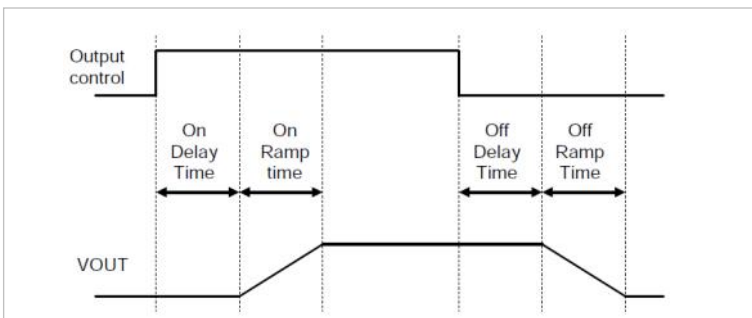 Output
control
On
Delay
Time
On
Ramp
time
Off
Delay
Time
Off
Ramp
Time
VOUT